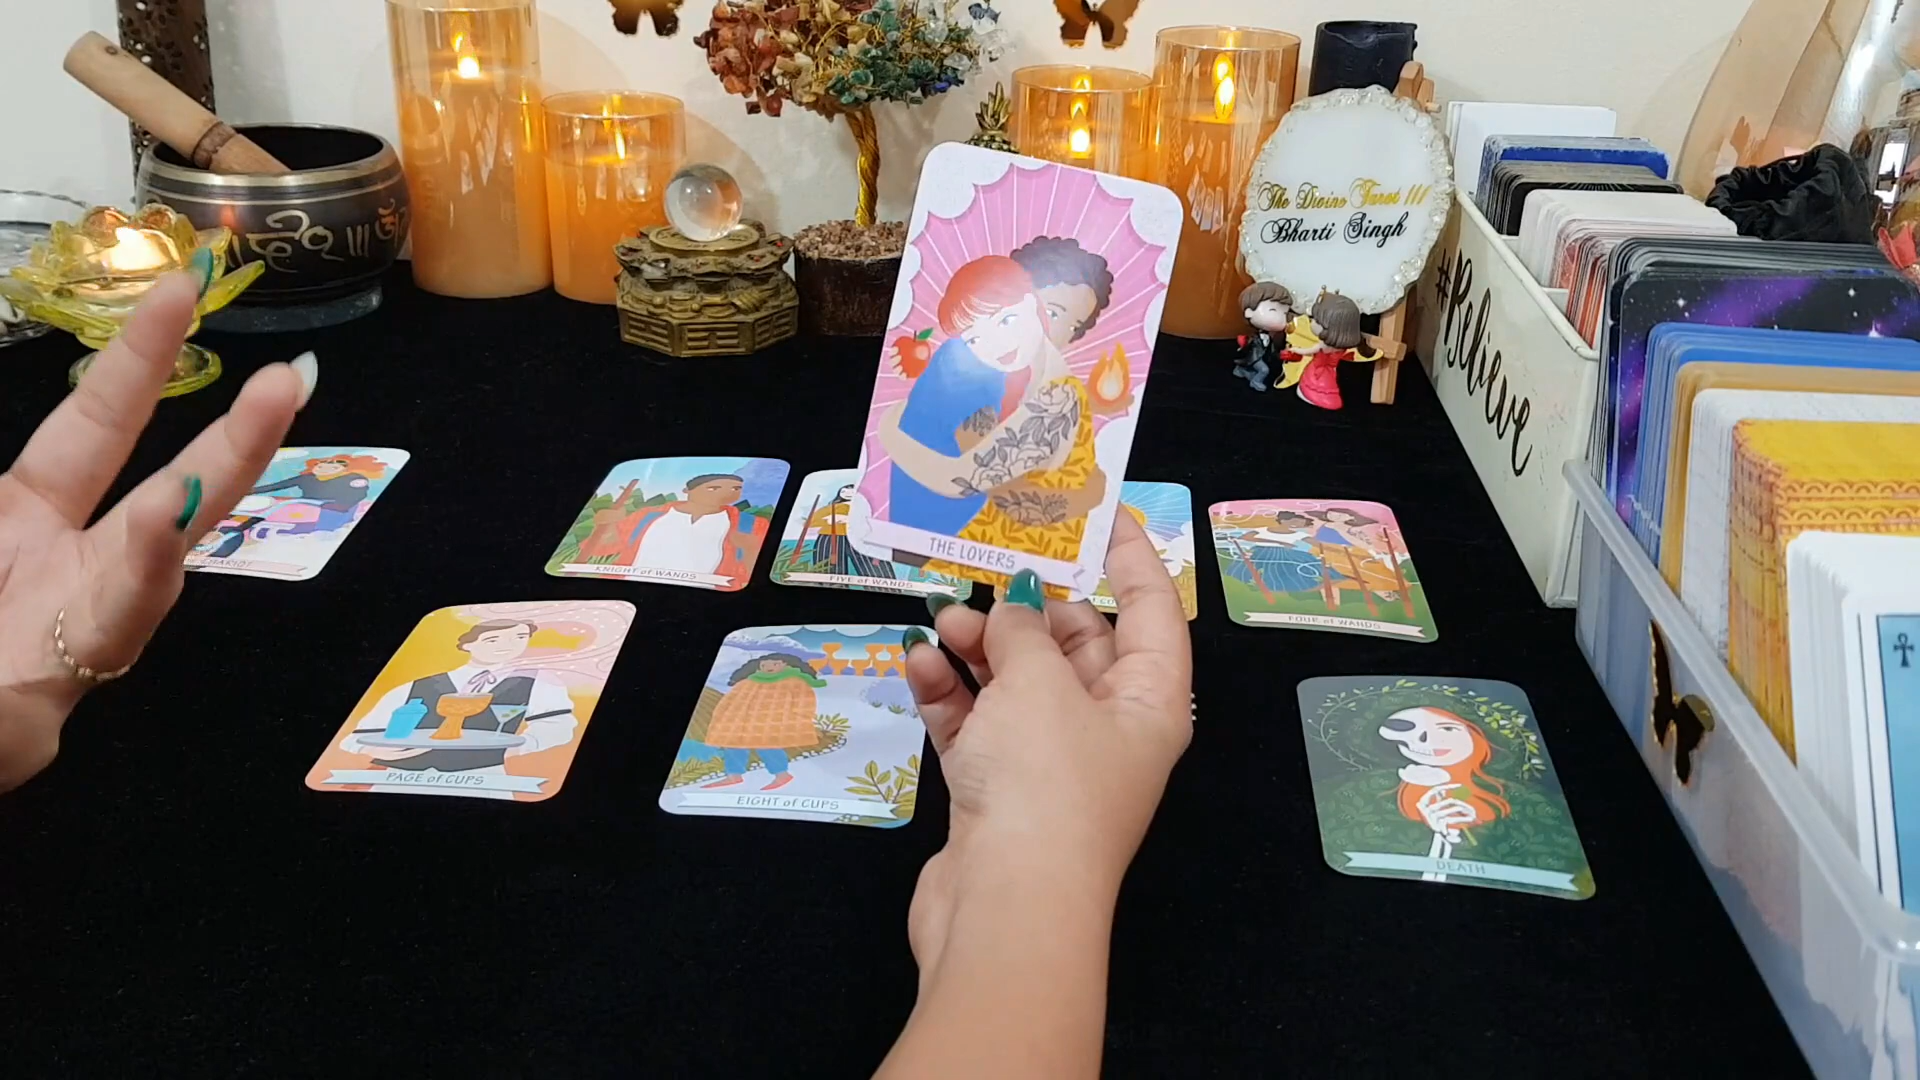 The Divine Tarot 111
Bharti Singh
#Believe
THE LOVERS
CHARIOT
KNIGHT of WANDS
FIVE of WANDS
FOUR of WANDS
PAGE of CUPS
EIGHT of CUPS
DEATH